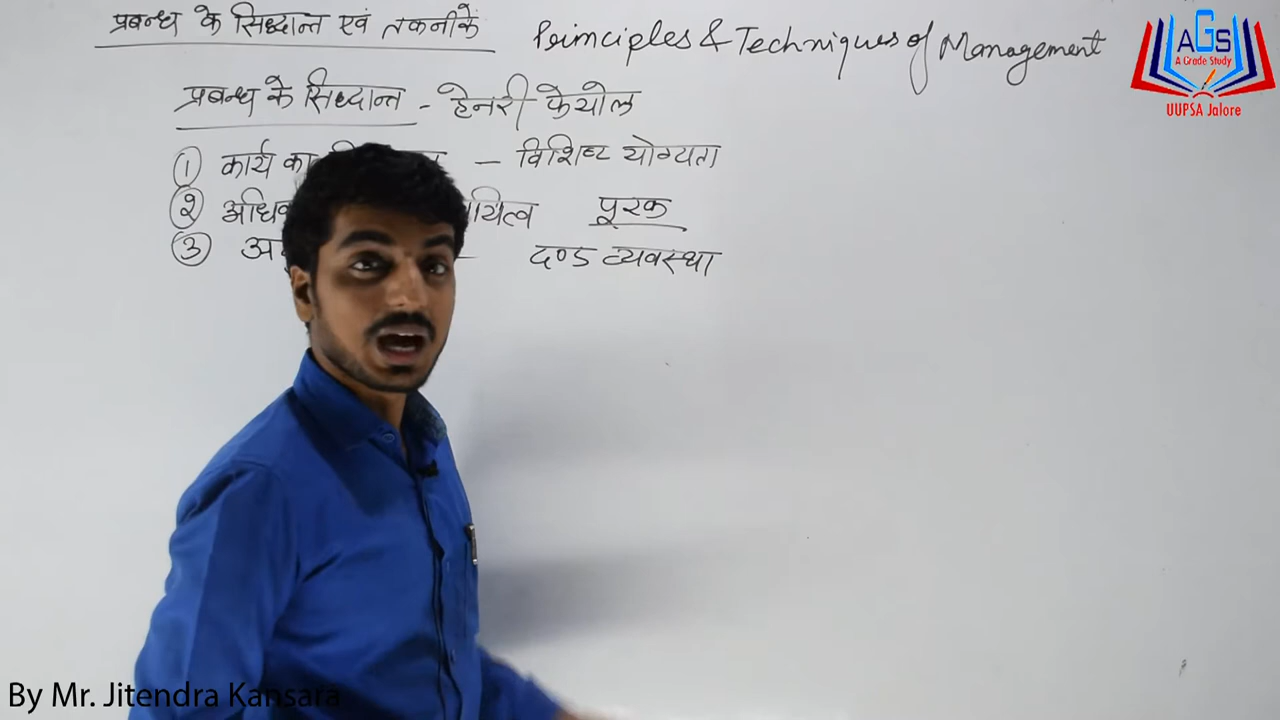 प्रबन्ध के सिद्धान्त एवं तकनीकें Principles & Techniques of Management
प्रबन्ध के सिध्दान्त - हेनरी फेयोल
① कार्य का — विशिष्ट योग्यता
② पूरक
③ दण्ड व्यवस्था
AGS
A Grade Study
UUPSA Jalore
By Mr. Jitendra Kansara